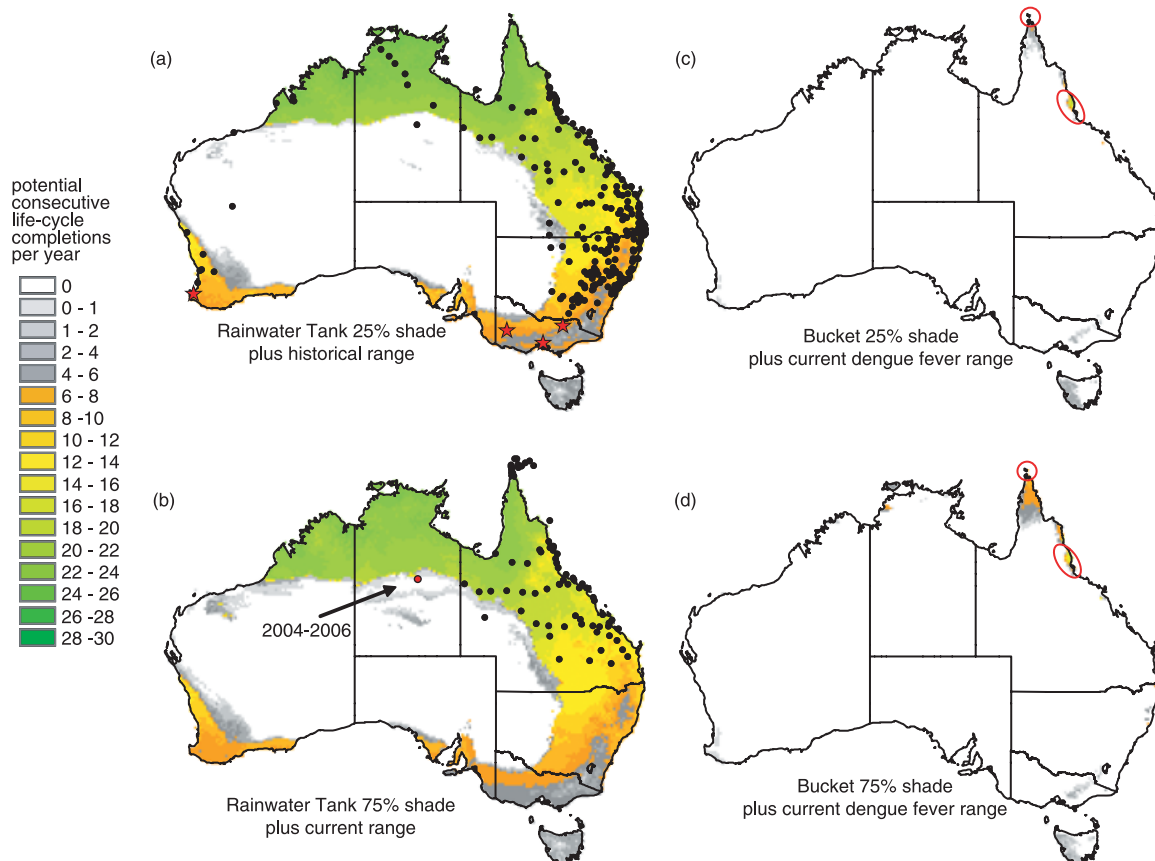 (a)
(c)
potential
consecutive
life-cycle
completions
per year
0
0 - 1
1 - 2
2 - 4
4 - 6
6 - 8
8 -10
10 - 12
12 - 14
14 - 16
16 - 18
18 - 20
20 - 22
22 - 24
24 - 26
26 -28
28 -30
Rainwater Tank 25% shade
plus historical range
Bucket 25% shade
plus current dengue fever range
(b)
(d)
2004-2006
Rainwater Tank 75% shade
plus current range
Bucket 75% shade
plus current dengue fever range